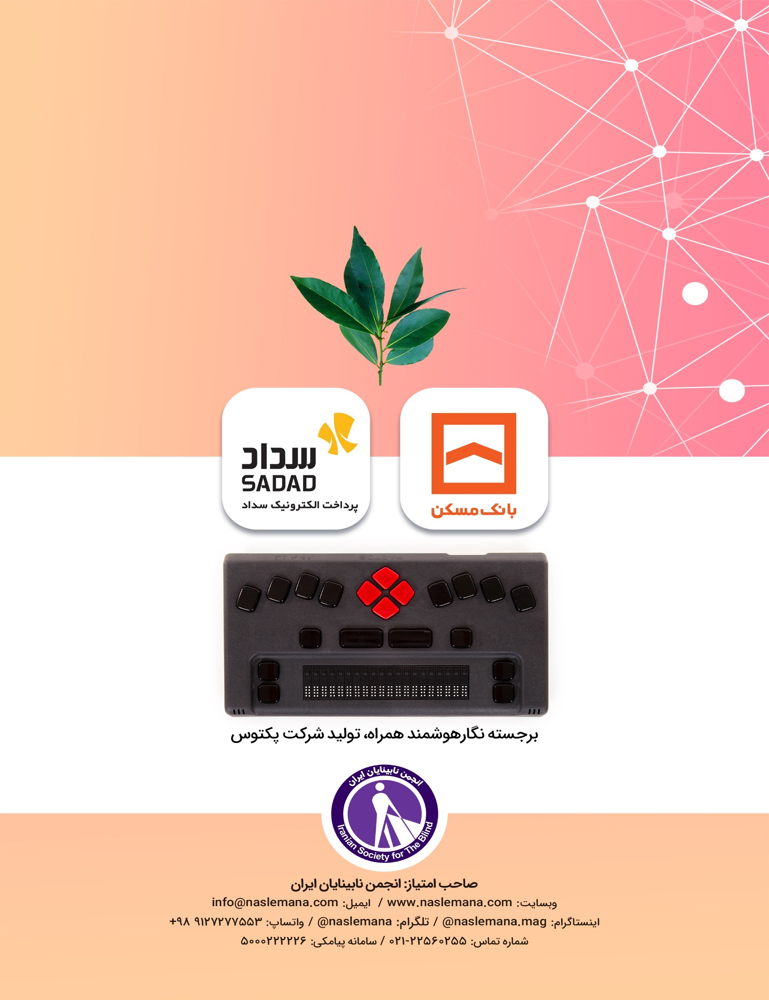 بانک مسکن
سداد
SADAD
پرداخت الکترونیک سداد
PACTOS
برجسته نگارهوشمند همراه، تولید شرکت پکتوس
انجمن نابینایان ایران
Iranian Society for The Blind
صاحب امتیاز: انجمن نابینایان ایران
وبسایت: www.naslemana.com / ایمیل: info@naslemana.com
اینستاگرام: @naslemana.mag / تلگرام: @naslemana / واتساپ: +۹۸ ۹۱۲۷۲۷۷۵۵۳
شماره تماس: ۰۲۱-۲۲۵۶۰۲۵۵ / سامانه پیامکی: ۵۰۰۰۲۲۲۲۲۶